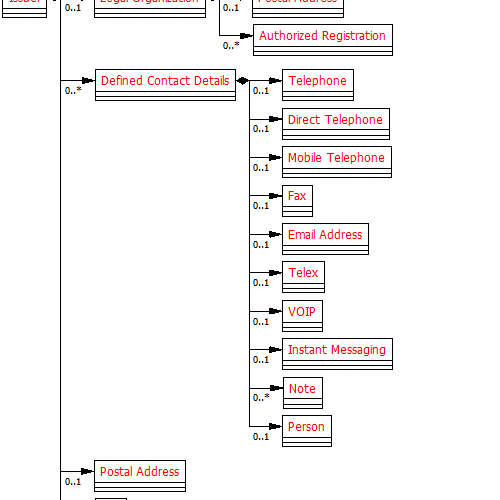 Issuer
0..1
Legal Organization
0..1
Postal Address
0..*
Authorized Registration
0..*
Defined Contact Details
0..1
Telephone
0..1
Direct Telephone
0..1
Mobile Telephone
0..1
Fax
0..1
Email Address
0..1
Telex
0..1
VOIP
0..1
Instant Messaging
0..*
Note
0..1
Person
0..1
Postal Address